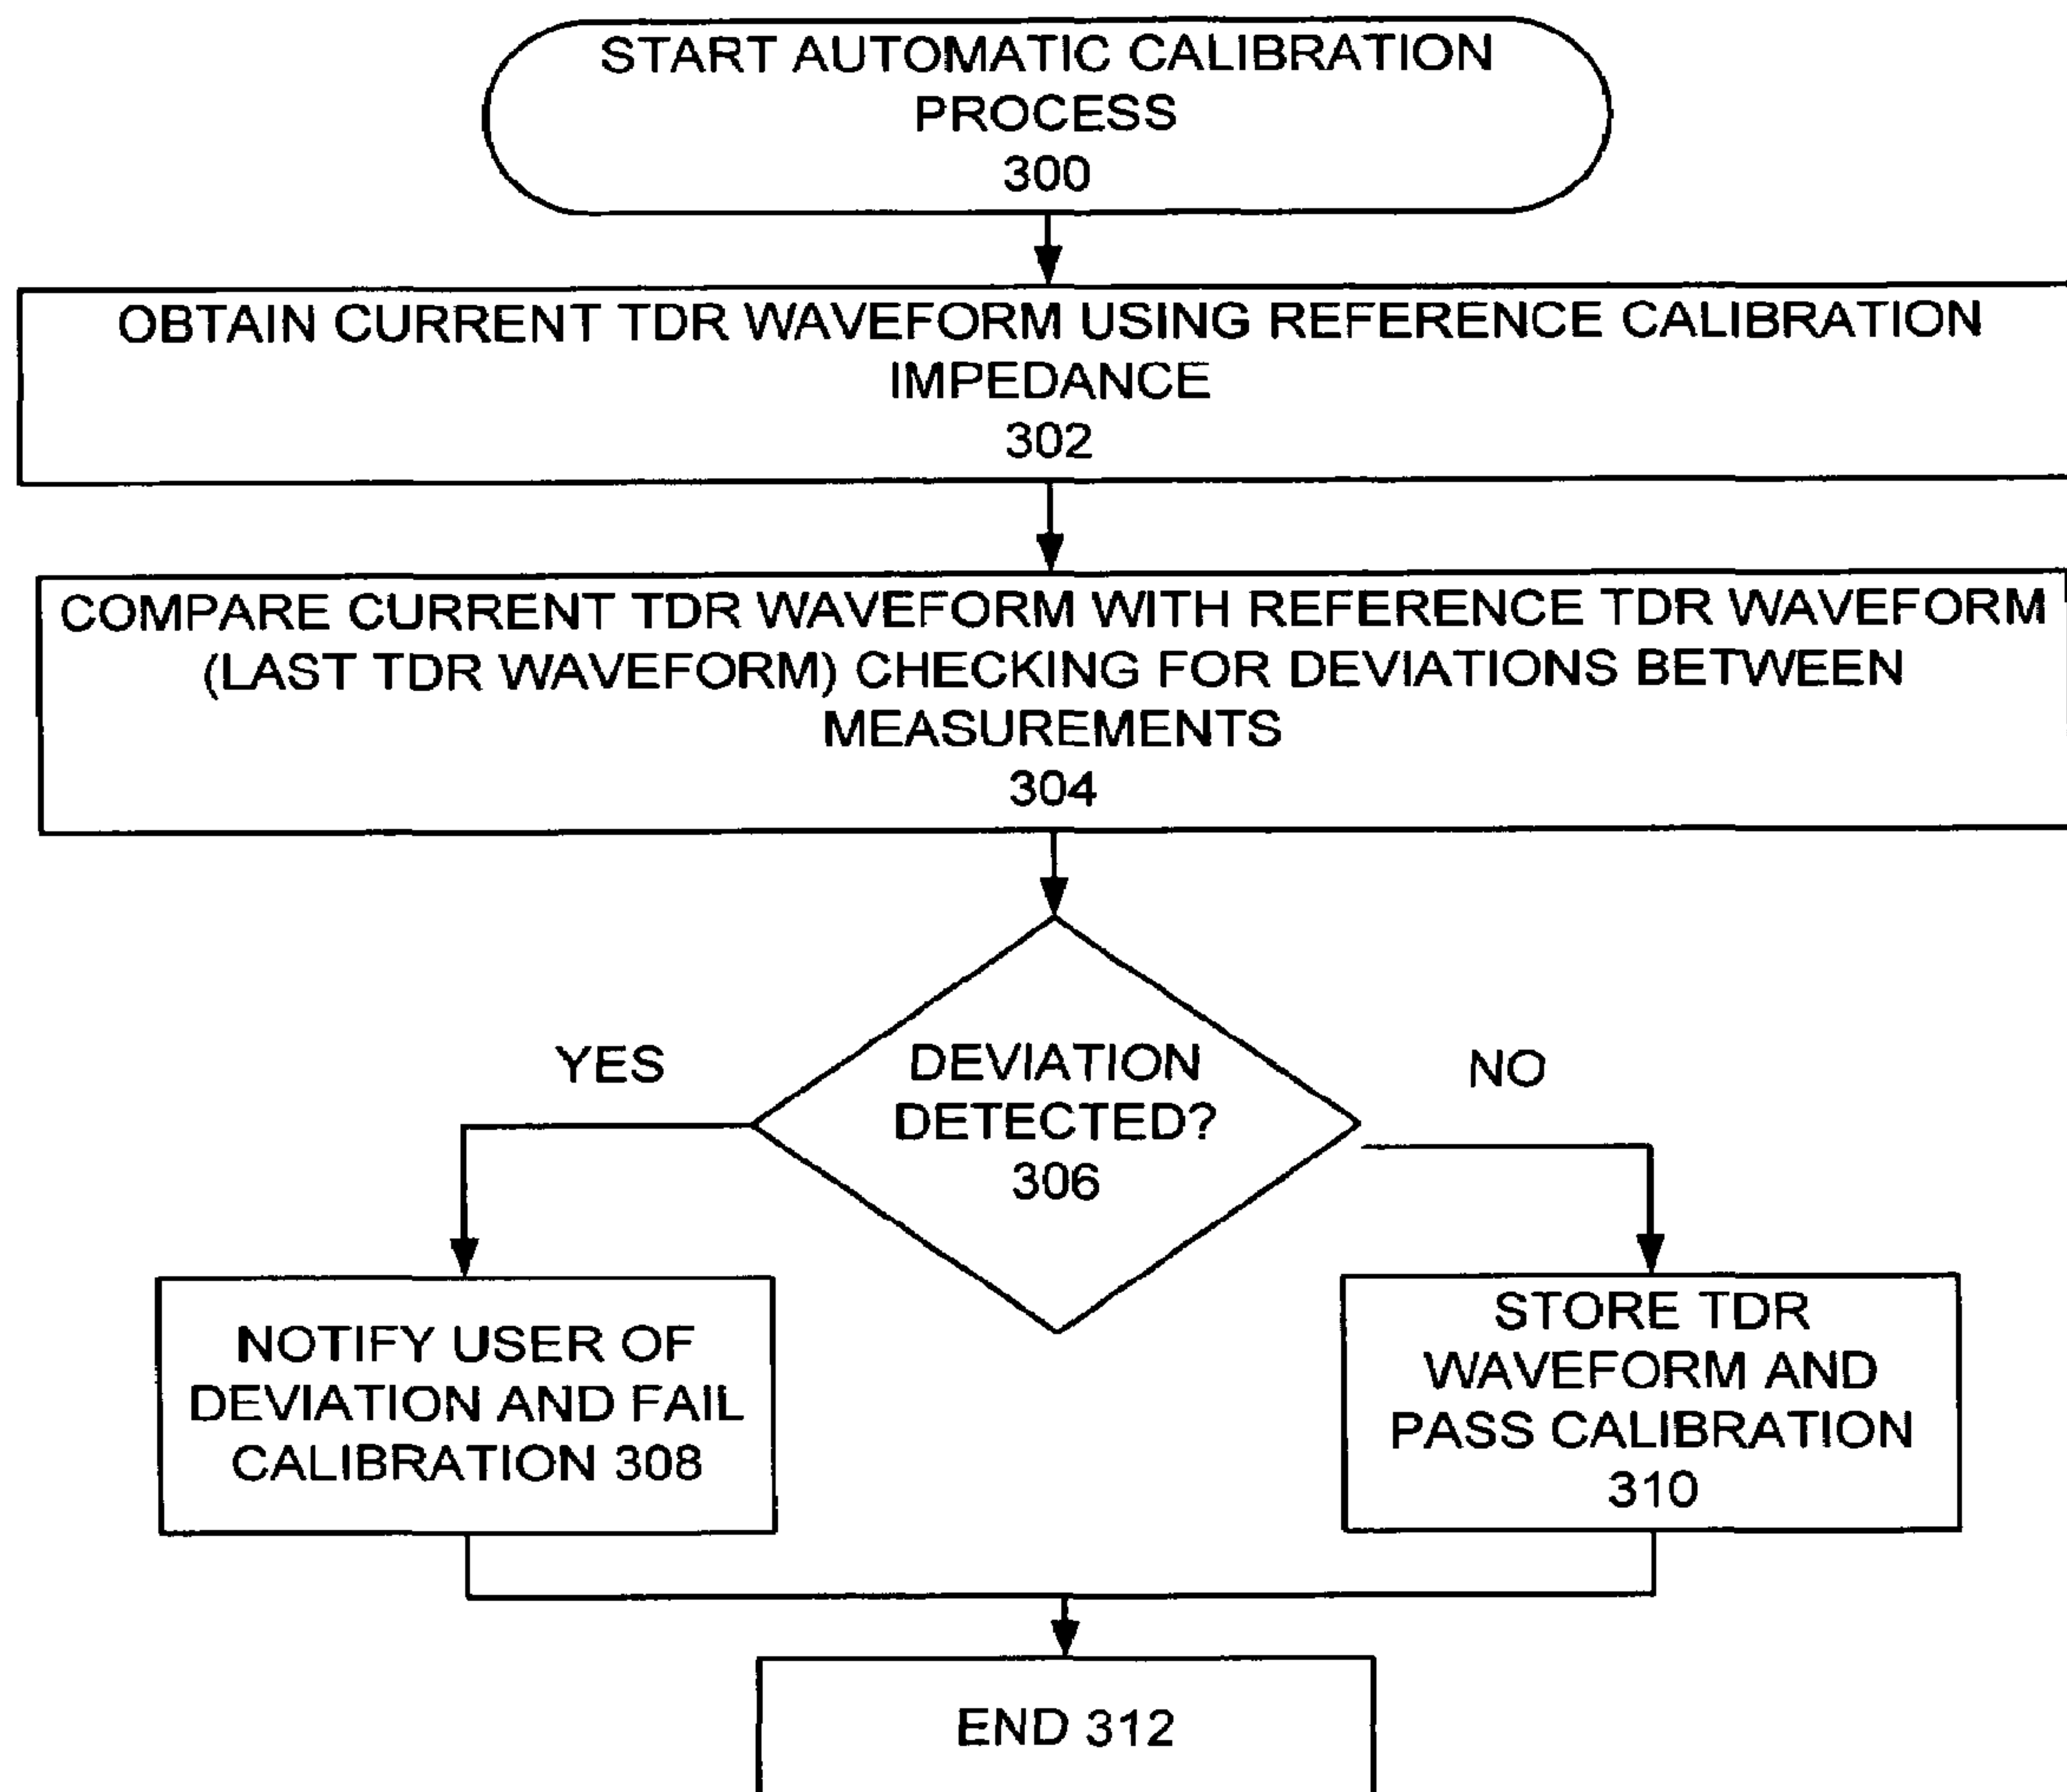 START AUTOMATIC CALIBRATION
PROCESS
300
OBTAIN CURRENT TDR WAVEFORM USING REFERENCE CALIBRATION
IMPEDANCE
302
COMPARE CURRENT TDR WAVEFORM WITH REFERENCE TDR WAVEFORM
(LAST TDR WAVEFORM) CHECKING FOR DEVIATIONS BETWEEN
MEASUREMENTS
304
YES
DEVIATION
DETECTED?
306
NO
NOTIFY USER OF
DEVIATION AND FAIL
CALIBRATION 308
STORE TDR
WAVEFORM AND
PASS CALIBRATION
310
END 312